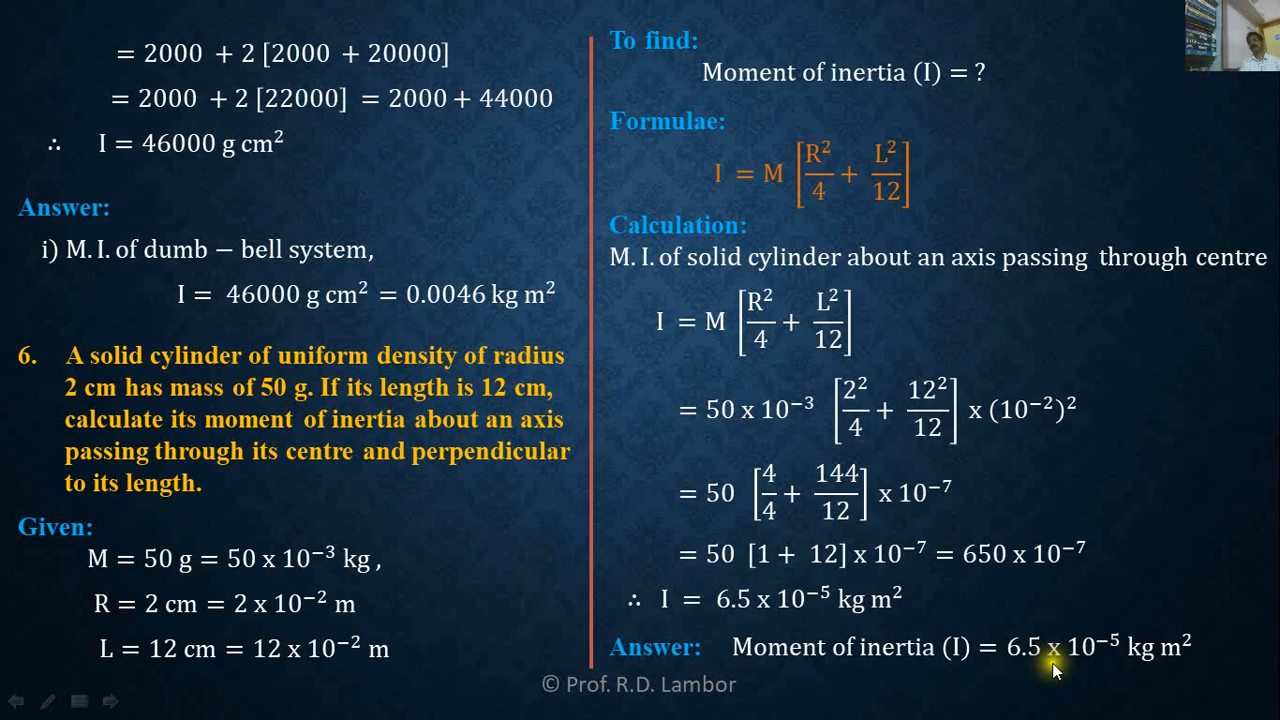 = 2000 + 2 [2000 + 20000]
= 2000 + 2 [22000] = 2000 + 44000
∴ I = 46000 g cm²
Answer:
i) M. I. of dumb − bell system,
I = 46000 g cm² = 0.0046 kg m²
6. A solid cylinder of uniform density of radius
2 cm has mass of 50 g. If its length is 12 cm,
calculate its moment of inertia about an axis
passing through its centre and perpendicular
to its length.
Given:
M = 50 g = 50 x 10⁻³ kg ,
R = 2 cm = 2 x 10⁻² m
L = 12 cm = 12 x 10⁻² m
To find:
Moment of inertia (I) = ?
Formulae:
I = M [R²/4 + L²/12]
Calculation:
M. I. of solid cylinder about an axis passing through centre
I = M [R²/4 + L²/12]
= 50 x 10⁻³ [2²/4 + 12²/12] x (10⁻²)²
= 50 [4/4 + 144/12] x 10⁻⁷
= 50 [1 + 12] x 10⁻⁷ = 650 x 10⁻⁷
∴ I = 6.5 x 10⁻⁵ kg m²
Answer: Moment of inertia (I) = 6.5 x 10⁻⁵ kg m²
© Prof. R.D. Lambor